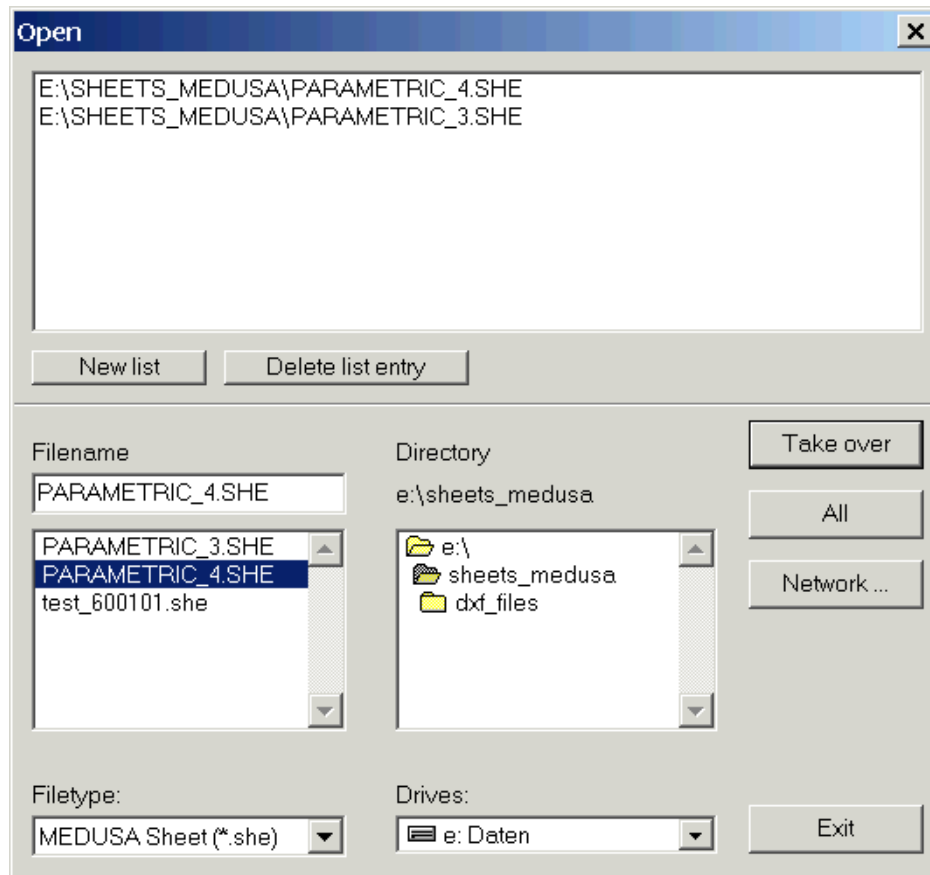 Open
E:\SHEETS_MEDUSA\PARAMETRIC_4.SHE
E:\SHEETS_MEDUSA\PARAMETRIC_3.SHE
New list
Delete list entry
Filename
PARAMETRIC_4.SHE
PARAMETRIC_3.SHE
PARAMETRIC_4.SHE
test_600101.she
Directory
e:\sheets_medusa
e:\
sheets_medusa
dxf_files
Take over
All
Network ...
Filetype:
MEDUSA Sheet (*.she)
Drives:
e: Daten
Exit